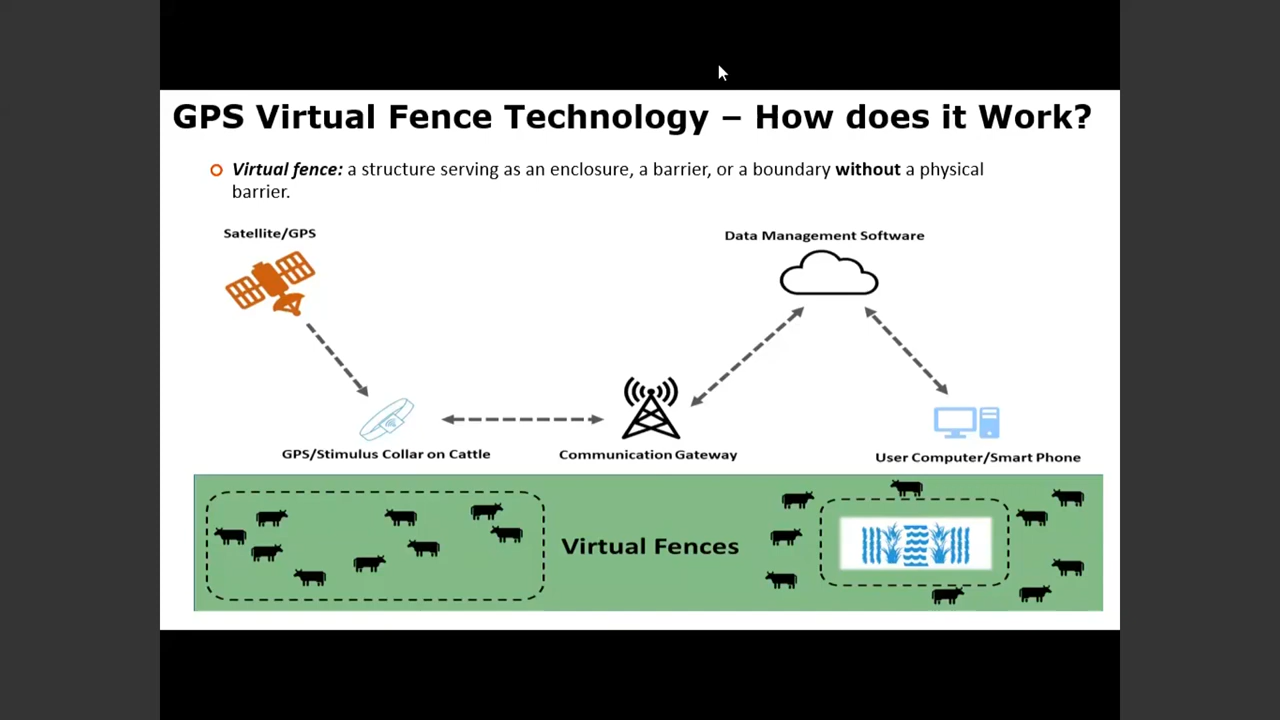 GPS Virtual Fence Technology – How does it Work?
Virtual fence: a structure serving as an enclosure, a barrier, or a boundary without a physical
barrier.
Satellite/GPS
Data Management Software
GPS/Stimulus Collar on Cattle
Communication Gateway
User Computer/Smart Phone
Virtual Fences